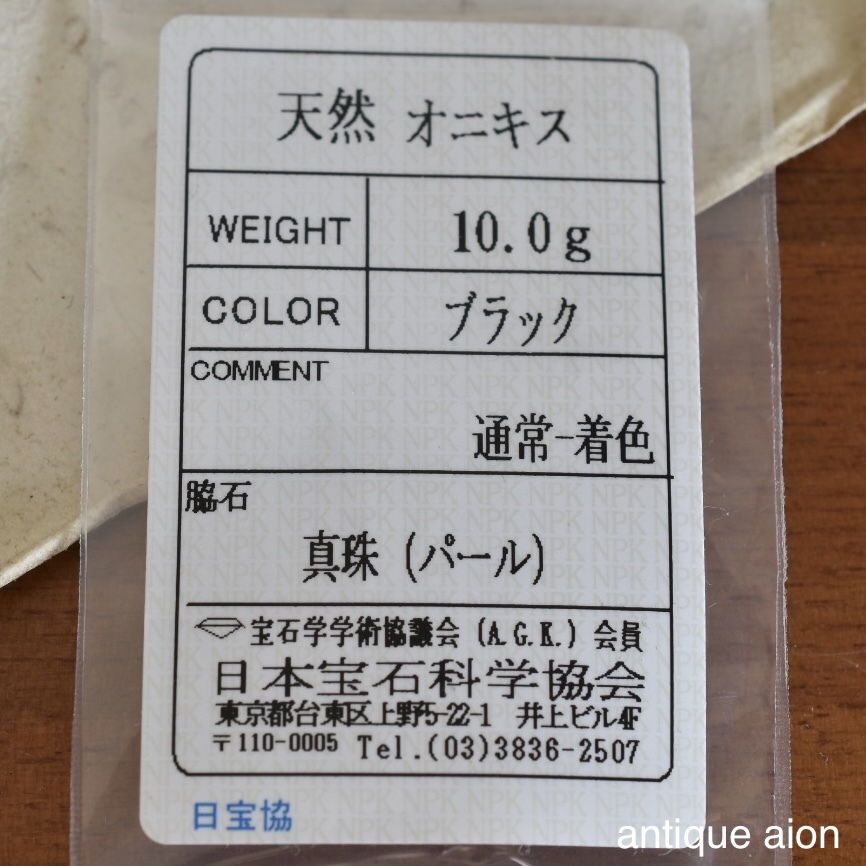 天然 オニキス
WEIGHT 10.0g
COLOR ブラック
COMMENT
通常-着色
脇石
真珠 (パール)
宝石学学術協議会 (A.G.K.) 会員
日本宝石科学協会
東京都台東区上野5-22-1 井上ビル4F
〒110-0005 Tel.(03)3836-2507
日宝協
antique aion